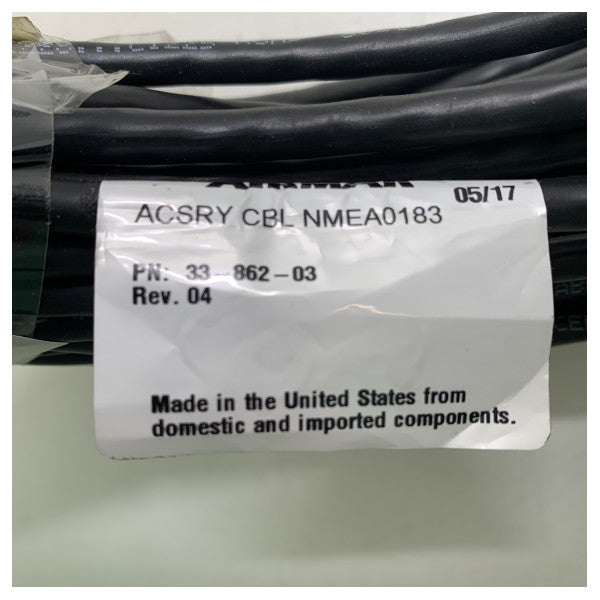 05/17
ACSRY CBL NMEA0183
PN: 33-862-03
Rev. 04
Made in the United States from
domestic and imported components.